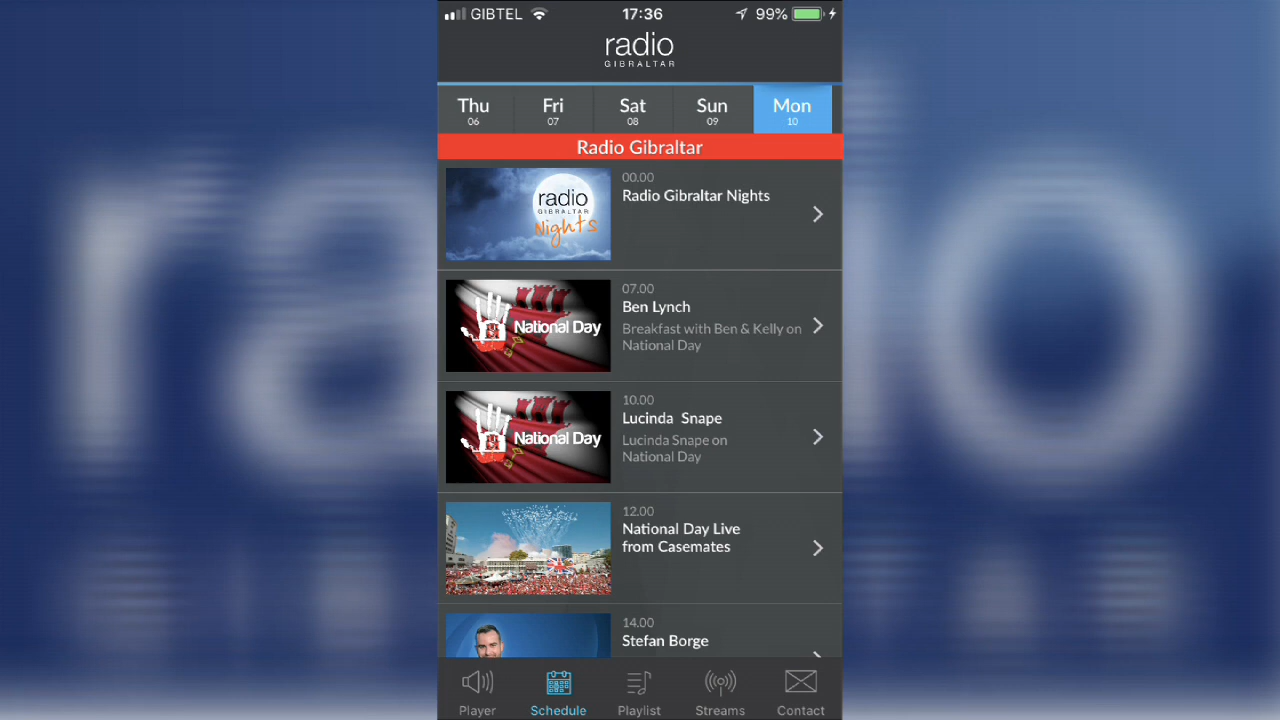 GIBTEL 17:36 99%
radio
GIBRALTAR
Thu Fri Sat Sun Mon
06 07 08 09 10
Radio Gibraltar
radio
GIBRALTAR
Nights
00.00
Radio Gibraltar Nights
National Day
07.00
Ben Lynch
Breakfast with Ben & Kelly on
National Day
National Day
10.00
Lucinda Snape
Lucinda Snape on
National Day
12.00
National Day Live
from Casemates
14.00
Stefan Borge
Player Schedule Playlist Streams Contact